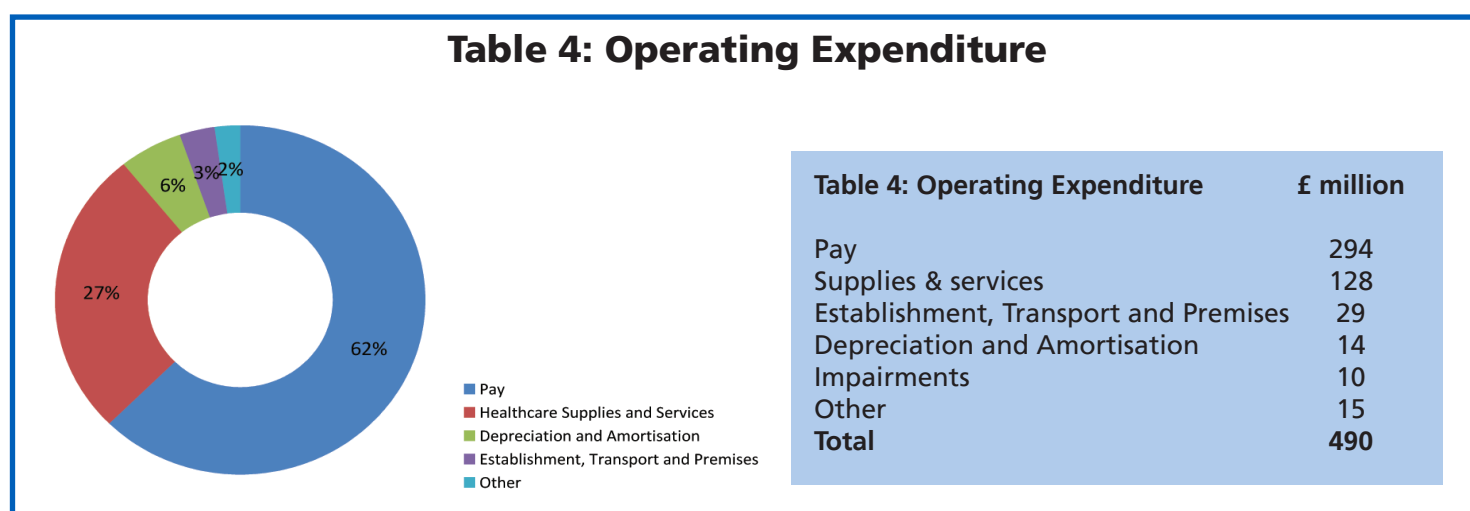 Table 4: Operating Expenditure
3% 2%
6%
27%
62%
Pay
Healthcare Supplies and Services
Depreciation and Amortisation
Establishment, Transport and Premises
Other
Table 4: Operating Expenditure £ million
Pay 294
Supplies & services 128
Establishment, Transport and Premises 29
Depreciation and Amortisation 14
Impairments 10
Other 15
Total 490